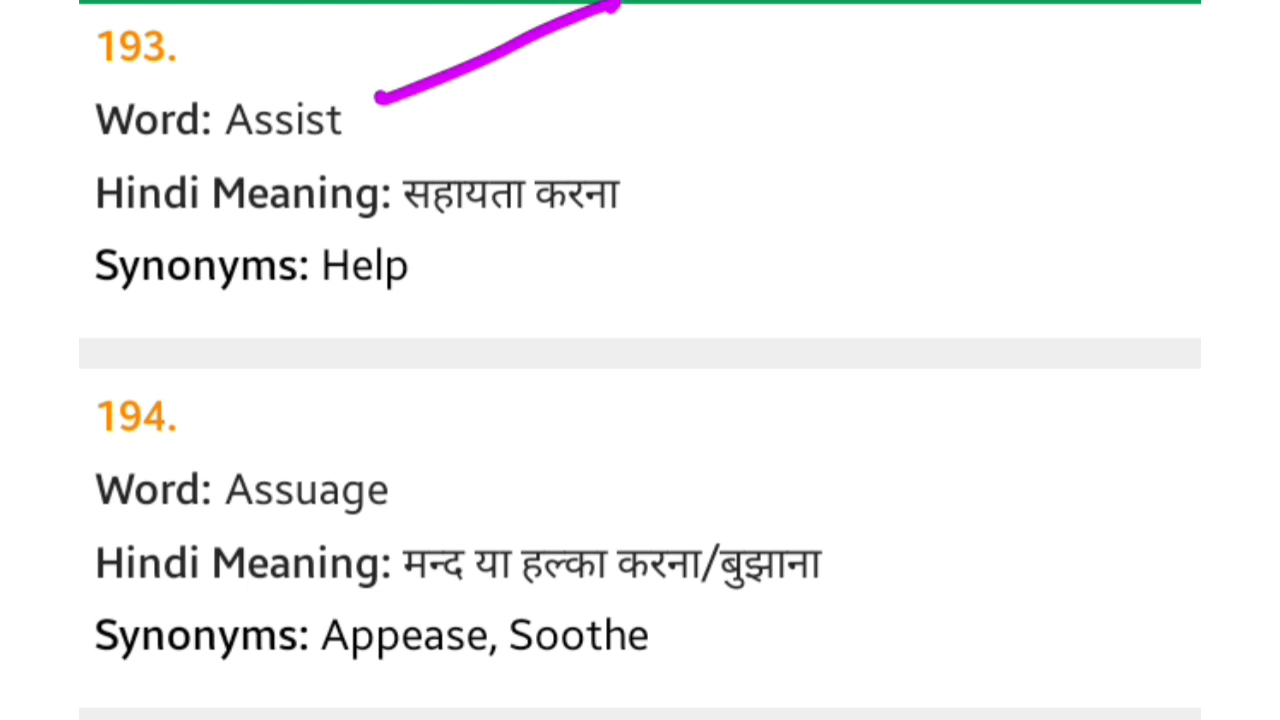 193.
Word: Assist
Hindi Meaning: सहायता करना
Synonyms: Help
194.
Word: Assuage
Hindi Meaning: मन्द या हल्का करना/बुझाना
Synonyms: Appease, Soothe